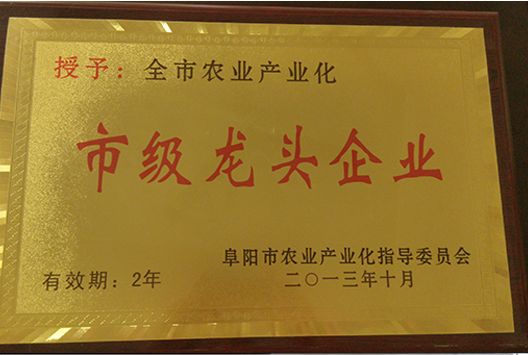 授予：全市农业产业化
市级龙头企业
阜阳市农业产业化指导委员会
有效期：2年
二〇一三年十月